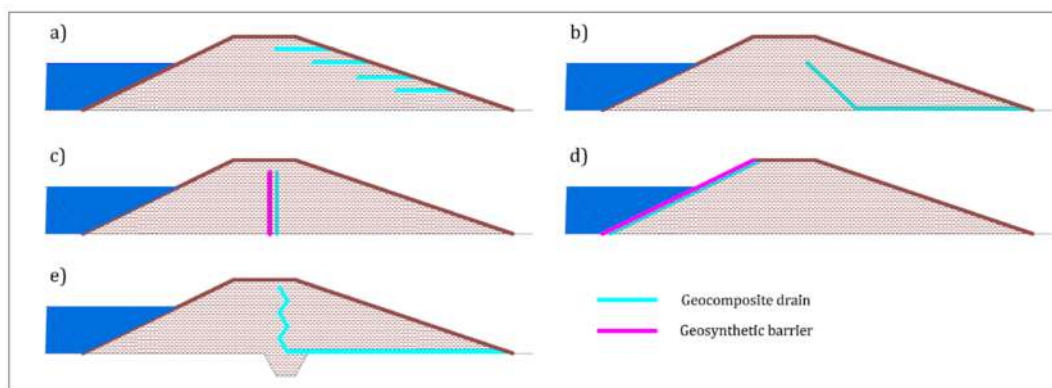 a)
b)
c)
d)
e)
Geocomposite drain
Geosynthetic barrier